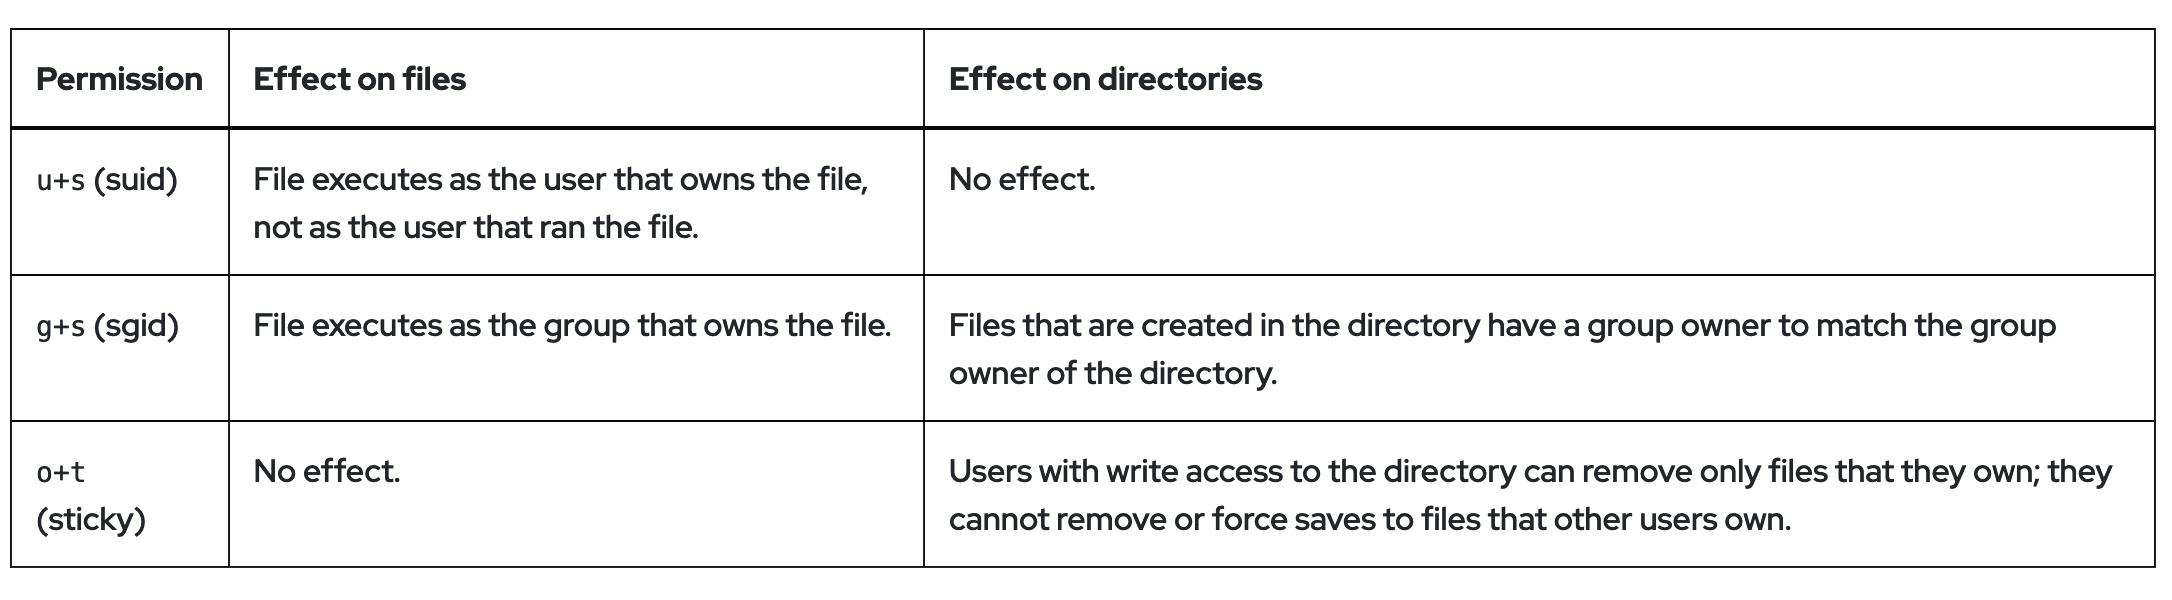 Permission Effect on files Effect on directories
u+s (suid) File executes as the user that owns the file, No effect.
not as the user that ran the file.
g+s (sgid) File executes as the group that owns the file. Files that are created in the directory have a group owner to match the group
owner of the directory.
o+t No effect. Users with write access to the directory can remove only files that they own; they
(sticky) cannot remove or force saves to files that other users own.